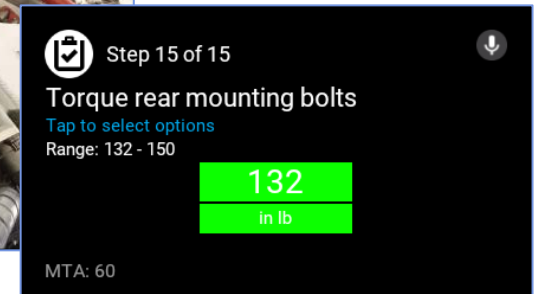 Step 15 of 15
Torque rear mounting bolts
Tap to select options
Range: 132 - 150
132
in lb
MTA: 60